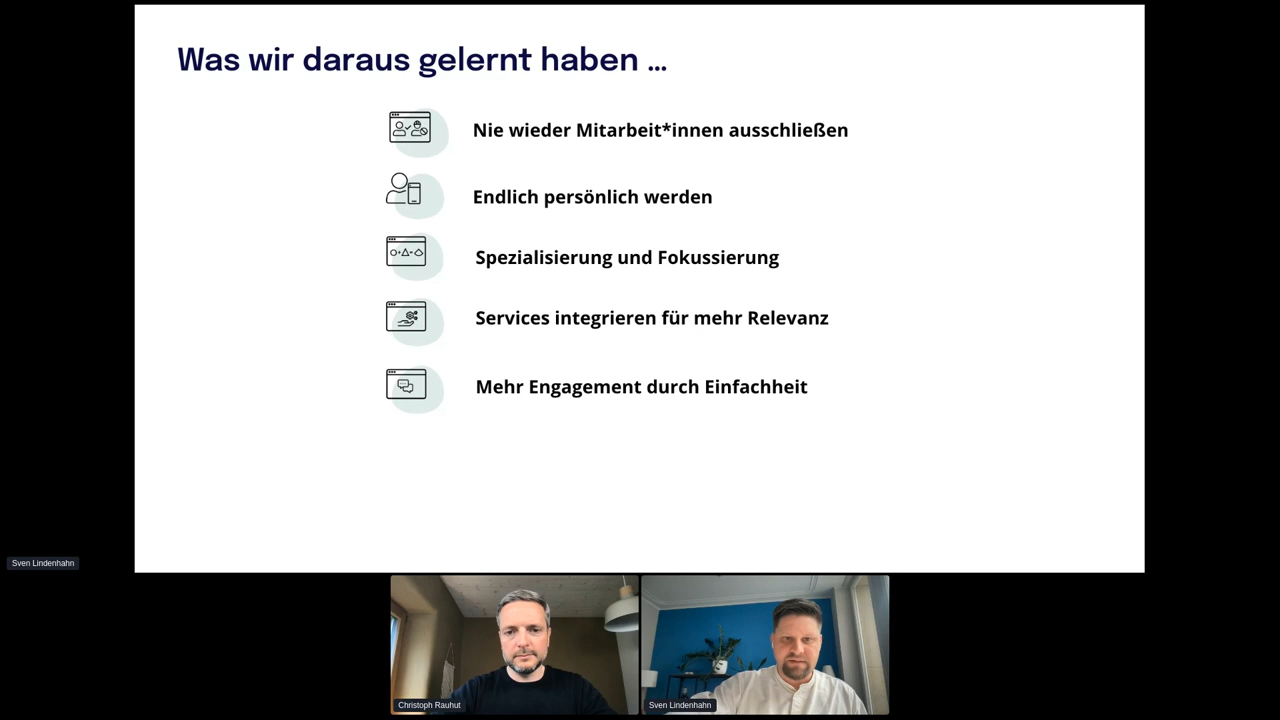 Was wir daraus gelernt haben ...
Nie wieder Mitarbeit*innen ausschließen
Endlich persönlich werden
Spezialisierung und Fokussierung
Services integrieren für mehr Relevanz
Mehr Engagement durch Einfachheit
Sven Lindenhahn
Christoph Rauhut
Sven Lindenhahn